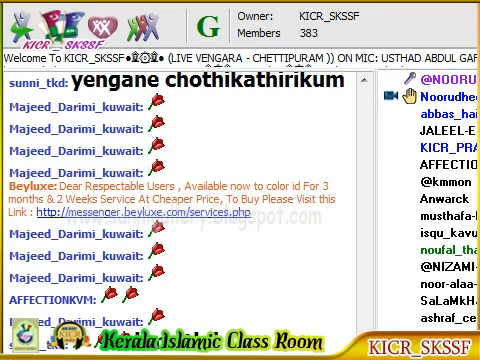 KICR_SKSSF
G
Owner: KICR_SKSSF
Members 383
Welcome To KICR_SKSSF (LIVE VENGARA - CHETTIPURAM )) ON MIC: USTHAD ABDUL GAF
sunni_tkd: yengane chothikathirikum
Majeed_Darimi_kuwait:
Majeed_Darimi_kuwait:
Majeed_Darimi_kuwait:
Majeed_Darimi_kuwait:
Beyluxe: Dear Respectable Users , Available now to color id For 3
months & 2 Weeks Service At Cheaper Price, To Buy Please Visit this
Link : http://messenger.beyluxe.com/services.php
Majeed_Darimi_kuwait:
Majeed_Darimi_kuwait:
Majeed_Darimi_kuwait:
AFFECTIONKVM:
Majeed_Darimi_kuwait:
@NOORU
Noorudhee
abbas_hai
JALEEL-E
KICR_PRA
AFFECTIO
@kmmon
Anwarck
musthafa-
isqu_kavu
noufal_tha
@NIZAMI-
noor-alaa-
SaLaMkH
ashraf_ce
Kerala Islamic Class Room
KICR_SKSSF